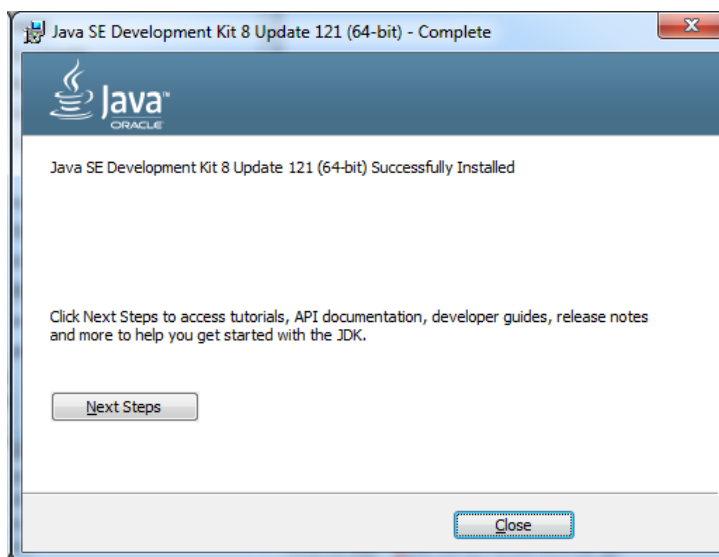 Java SE Development Kit 8 Update 121 (64-bit) - Complete
Java™
ORACLE
Java SE Development Kit 8 Update 121 (64-bit) Successfully Installed
Click Next Steps to access tutorials, API documentation, developer guides, release notes
and more to help you get started with the JDK.
Next Steps
Close